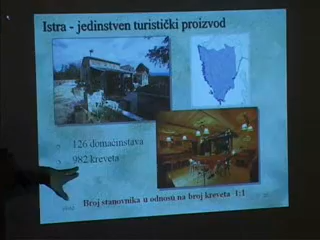 Istra - jedinstven turistički proizvod
126 domaćinstava
982 kreveta
Broj stanovnika u odnosu na broj kreveta 1:1